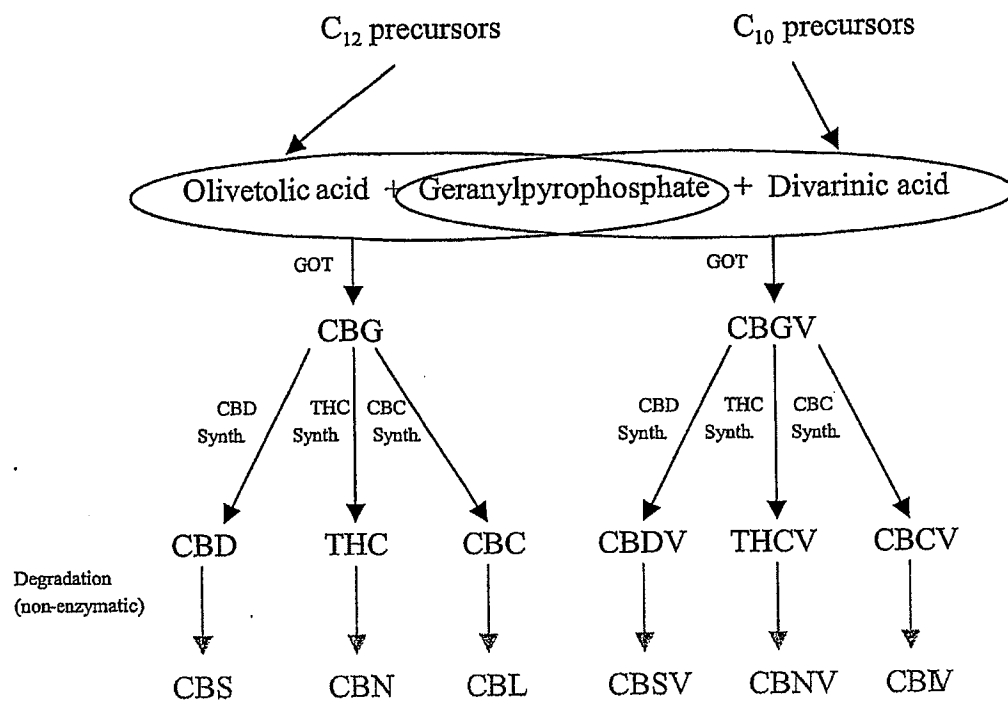 C₁₂ precursors C₁₀ precursors
Olivetolic acid + Geranylpyrophosphate + Divarinic acid
GOT GOT
CBG CBGV
CBD THC CBC CBD THC CBC
Synth. Synth. Synth. Synth. Synth. Synth.
CBD THC CBC CBDV THCV CBCV
Degradation
(non-enzymatic)
CBS CBN CBL CBSV CBNV